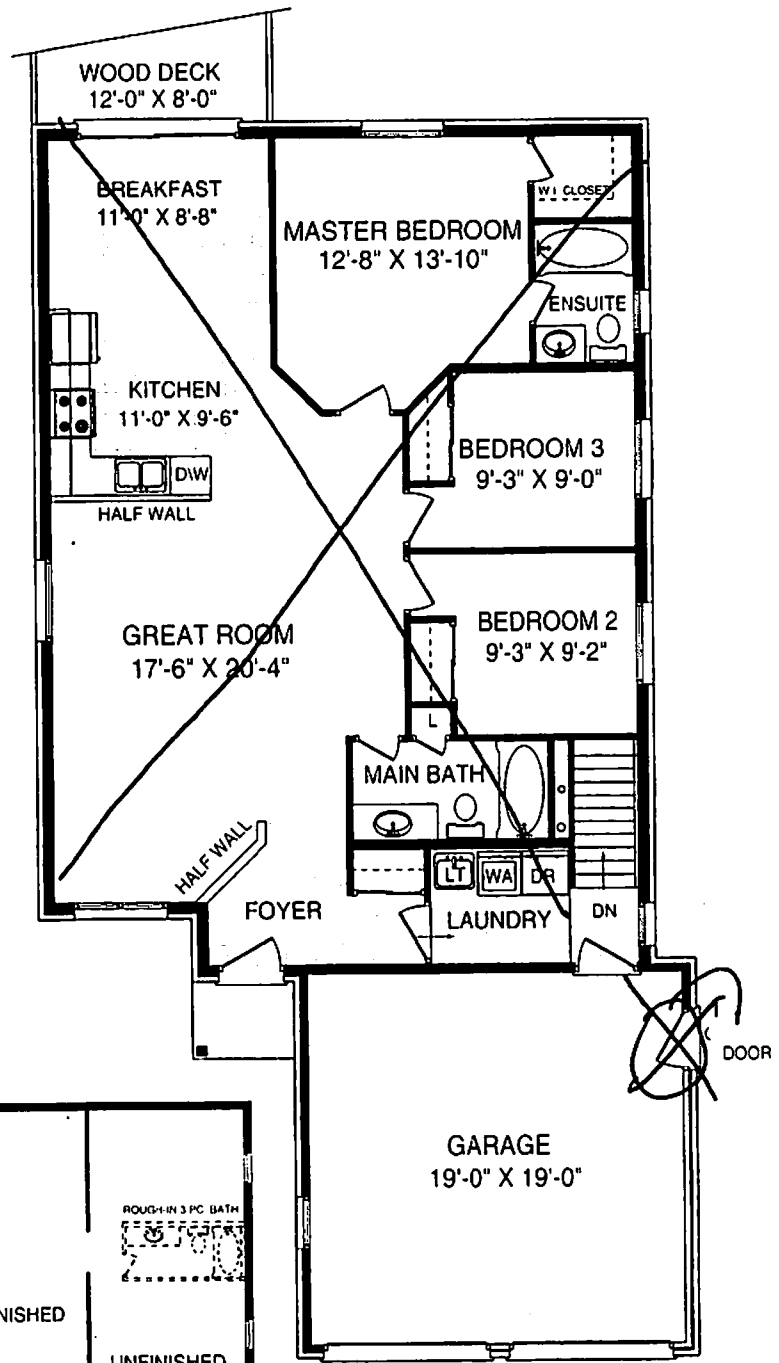 WOOD DECK
12'-0" X 8'-0"
BREAKFAST
11'-0" X 8'-8"
W I CLOSET
MASTER BEDROOM
12'-8" X 13'-10"
ENSUITE
KITCHEN
11'-0" X 9'-6"
D\W
HALF WALL
BEDROOM 3
9'-3" X 9'-0"
GREAT ROOM
17'-6" X 20'-4"
BEDROOM 2
9'-3" X 9'-2"
L
MAIN BATH
HALF WALL
LT
WA
DR
FOYER
LAUNDRY
DN
DOOR
GARAGE
19'-0" X 19'-0"
ROUGH-IN 3 PC BATH
NISHED
UNFINISHED